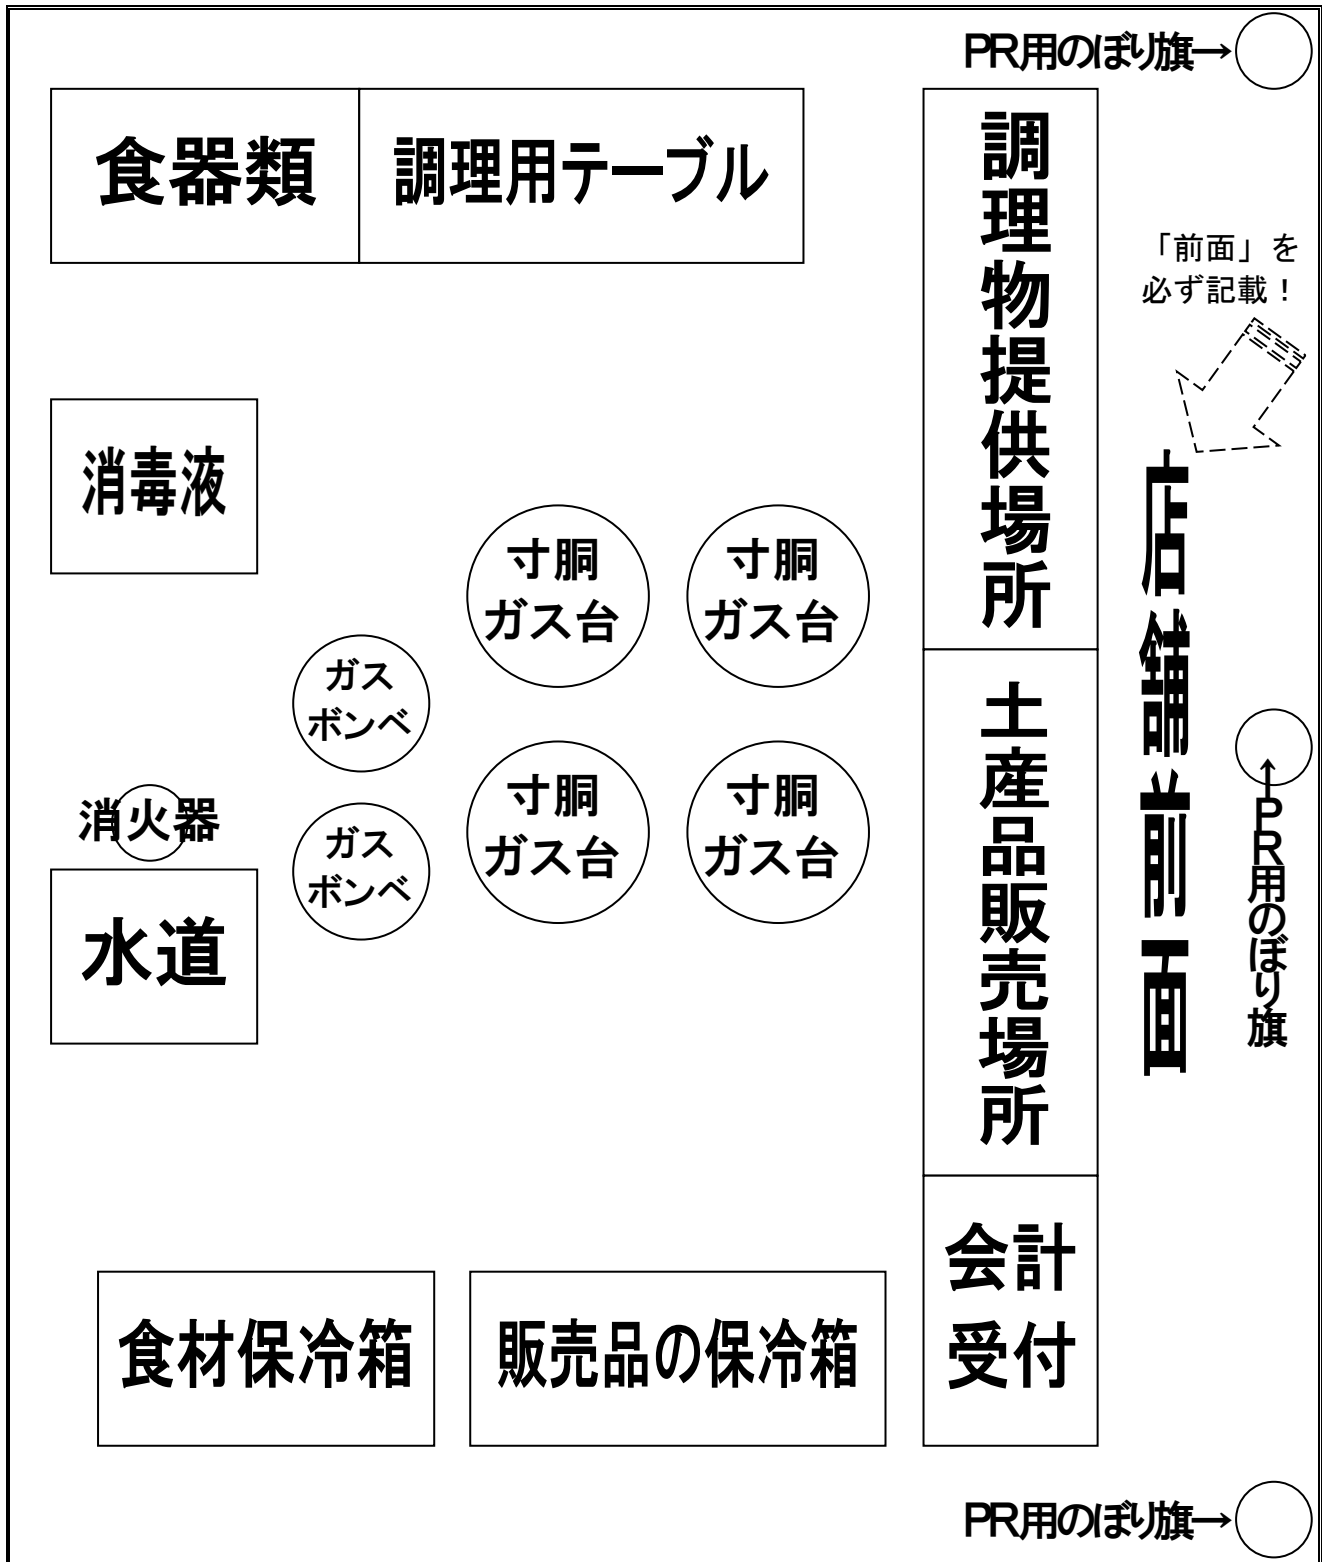 PR用のぼり旗→
食器類
調理用テーブル
調理物提供場所
「前面」を
必ず記載！
消毒液
店舗前面
寸胴
ガス台
寸胴
ガス台
ガス
ボンベ
寸胴
ガス台
寸胴
ガス台
消火器
ガス
ボンベ
土産品販売場所
←PR用のぼり旗
水道
会計
受付
食材保冷箱
販売品の保冷箱
PR用のぼり旗→